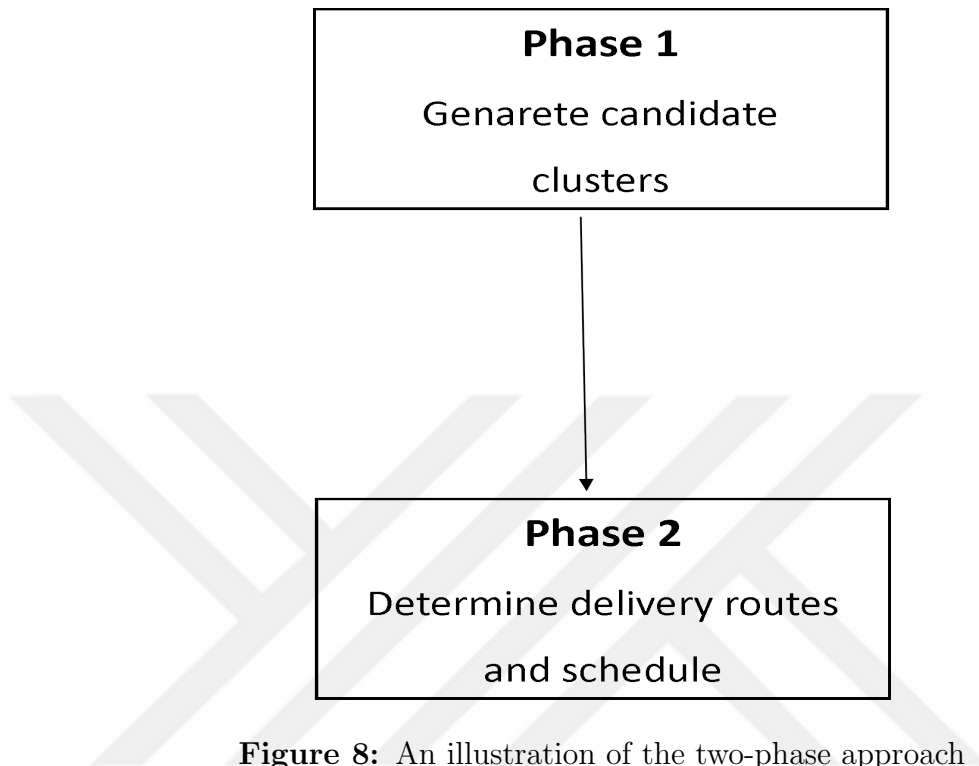 Phase 1
Genarete candidate
clusters
Phase 2
Determine delivery routes
and schedule
Figure 8: An illustration of the two-phase approach